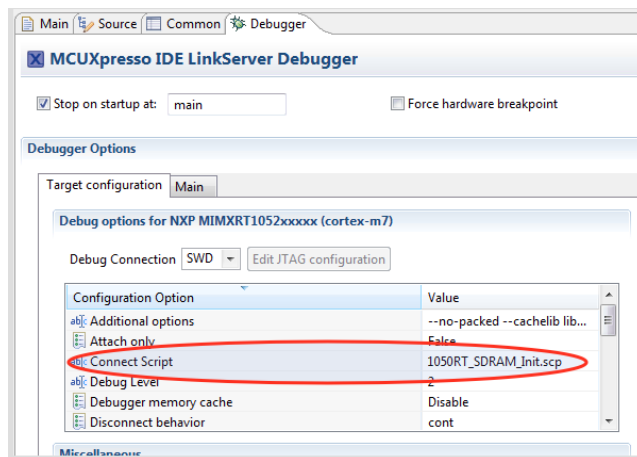 Main Source Common Debugger
MCUXpresso IDE LinkServer Debugger
Stop on startup at: main Force hardware breakpoint
Debugger Options
Target configuration Main
Debug options for NXP MIMXRT1052xxxxx (cortex-m7)
Debug Connection SWD Edit JTAG configuration
Configuration Option Value
Additional options --no-packed --cachelib lib...
Attach only False
Connect Script 1050RT_SDRAM_Init.scp
Debug Level 2
Debugger memory cache Disable
Disconnect behavior cont
Miscellaneous